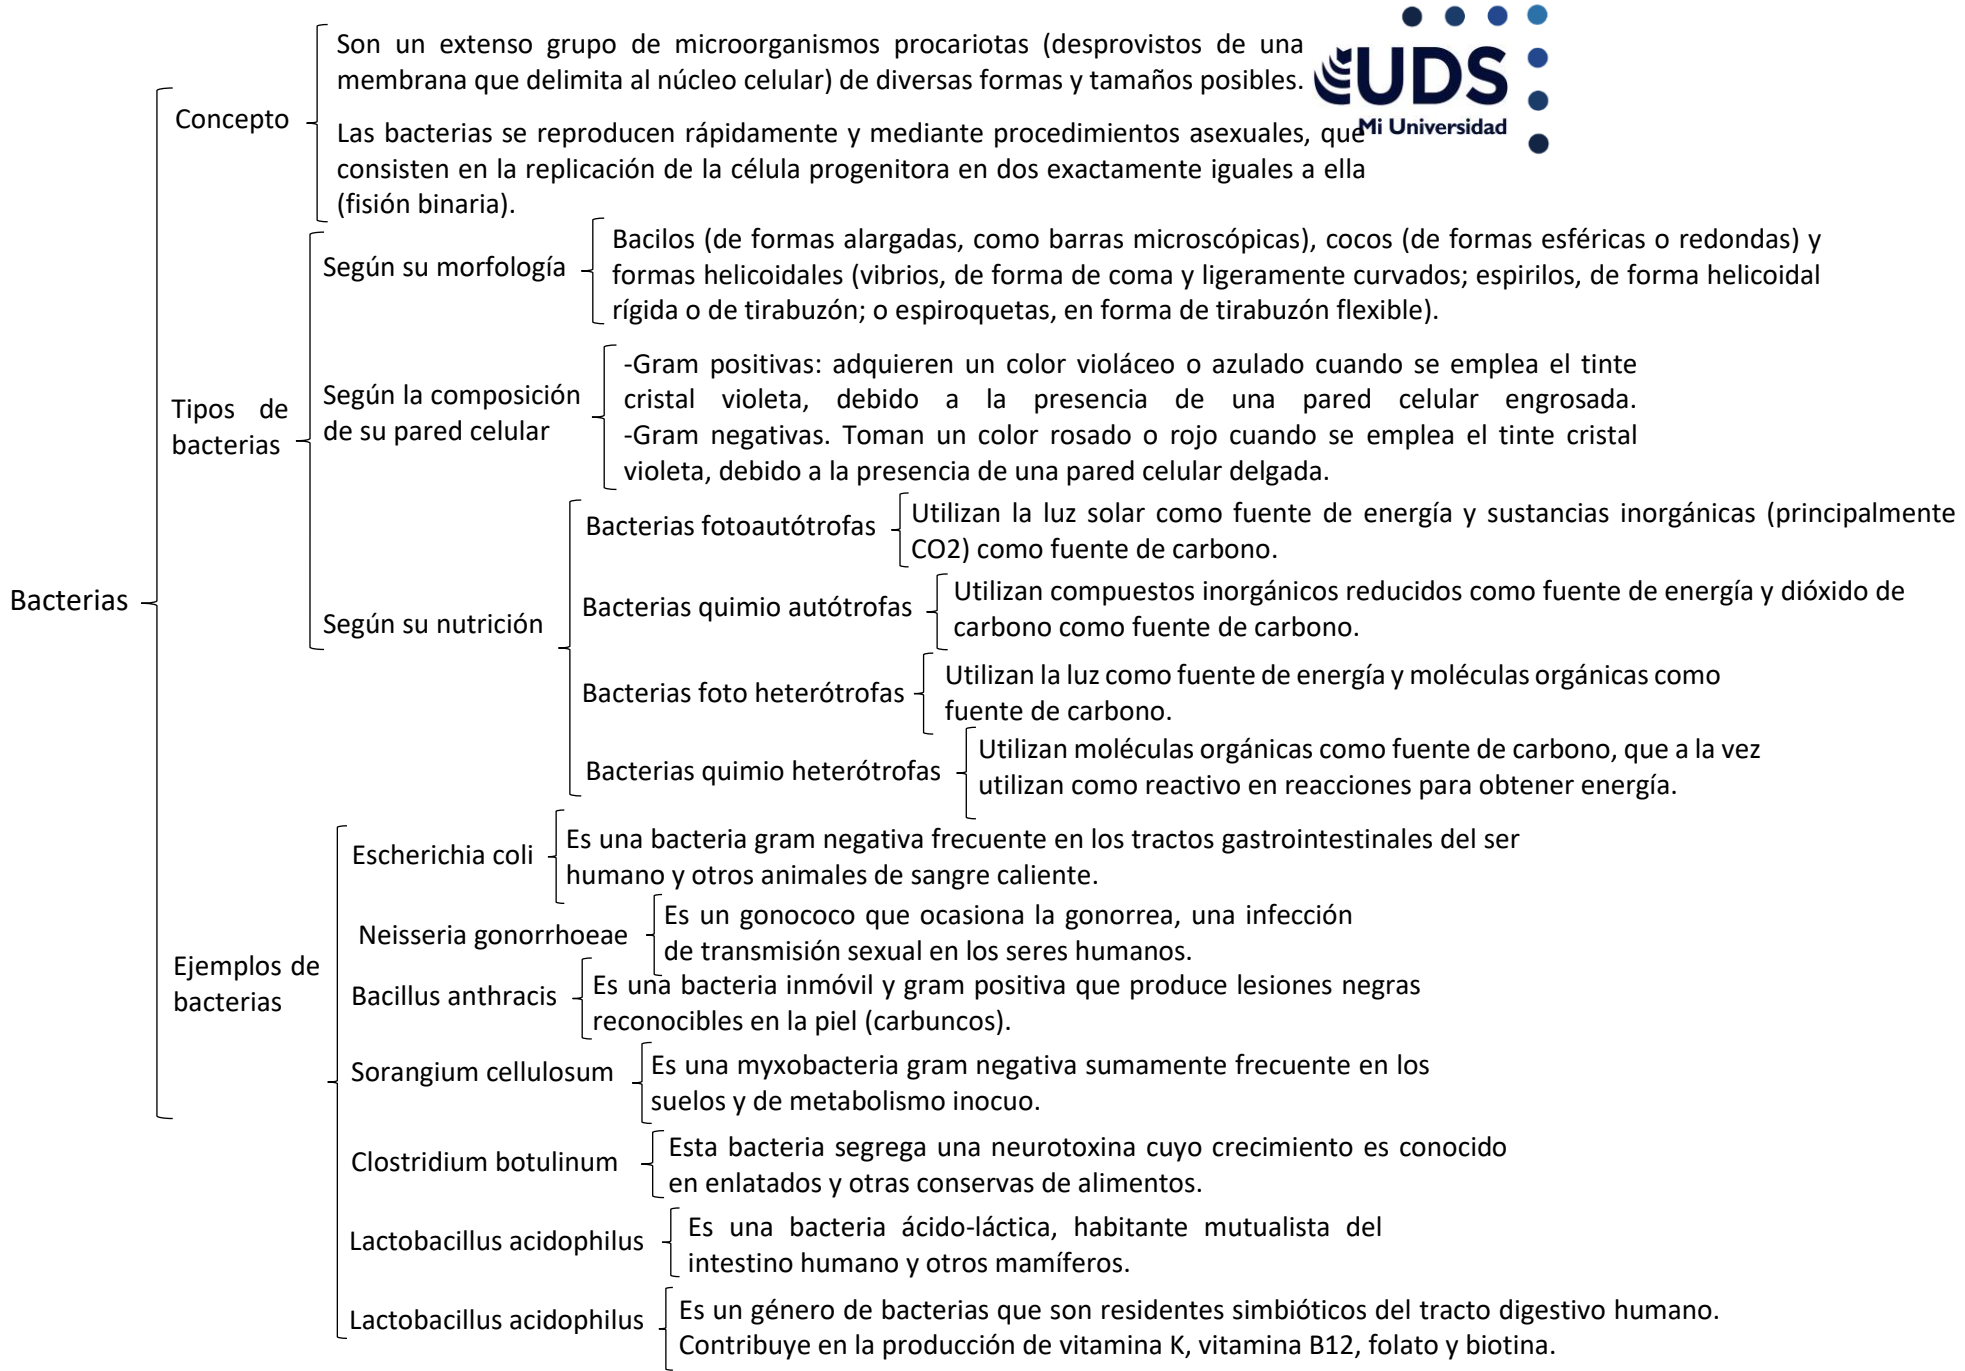 UDS
Mi Universidad
Bacterias
Concepto
Son un extenso grupo de microorganismos procariotas (desprovistos de una
membrana que delimita al núcleo celular) de diversas formas y tamaños posibles.
Las bacterias se reproducen rápidamente y mediante procedimientos asexuales, que
consisten en la replicación de la célula progenitora en dos exactamente iguales a ella
(fisión binaria).
Tipos de
bacterias
Según su morfología
Bacilos (de formas alargadas, como barras microscópicas), cocos (de formas esféricas o redondas) y
formas helicoidales (vibrios, de forma de coma y ligeramente curvados; espirilos, de forma helicoidal
rígida o de tirabuzón; o espiroquetas, en forma de tirabuzón flexible).
Según la composición
de su pared celular
-Gram positivas: adquieren un color violáceo o azulado cuando se emplea el tinte
cristal violeta, debido a la presencia de una pared celular engrosada.
-Gram negativas. Toman un color rosado o rojo cuando se emplea el tinte cristal
violeta, debido a la presencia de una pared celular delgada.
Según su nutrición
Bacterias fotoautótrofas
Utilizan la luz solar como fuente de energía y sustancias inorgánicas (principalmente
CO2) como fuente de carbono.
Bacterias quimio autótrofas
Utilizan compuestos inorgánicos reducidos como fuente de energía y dióxido de
carbono como fuente de carbono.
Bacterias foto heterótrofas
Utilizan la luz como fuente de energía y moléculas orgánicas como
fuente de carbono.
Bacterias quimio heterótrofas
Utilizan moléculas orgánicas como fuente de carbono, que a la vez
utilizan como reactivo en reacciones para obtener energía.
Ejemplos de
bacterias
Escherichia coli
Es una bacteria gram negativa frecuente en los tractos gastrointestinales del ser
humano y otros animales de sangre caliente.
Neisseria gonorrhoeae
Es un gonococo que ocasiona la gonorrea, una infección
de transmisión sexual en los seres humanos.
Bacillus anthracis
Es una bacteria inmóvil y gram positiva que produce lesiones negras
reconocibles en la piel (carbuncos).
Sorangium cellulosum
Es una myxobacteria gram negativa sumamente frecuente en los
suelos y de metabolismo inocuo.
Clostridium botulinum
Esta bacteria segrega una neurotoxina cuyo crecimiento es conocido
en enlatados y otras conservas de alimentos.
Lactobacillus acidophilus
Es una bacteria ácido-láctica, habitante mutualista del
intestino humano y otros mamíferos.
Lactobacillus acidophilus
Es un género de bacterias que son residentes simbióticos del tracto digestivo humano.
Contribuye en la producción de vitamina K, vitamina B12, folato y biotina.